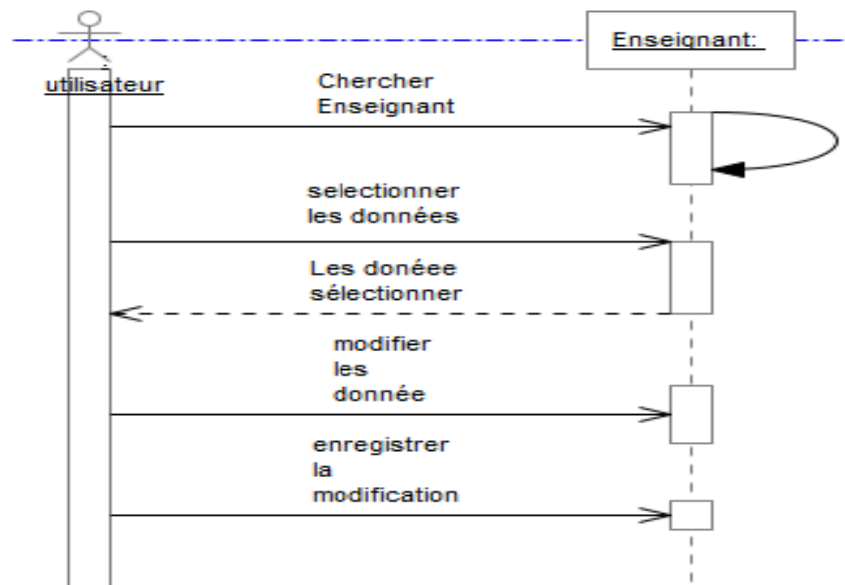 Enseignant:
utilisateur
Chercher
Enseignant
selectionner
les données
Les donéee
sélectionner
modifier
les
donnée
enregistrer
la
modification